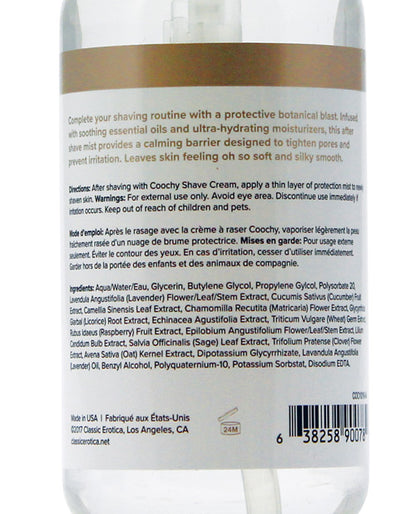 Complete your shaving routine with a protective botanical blast. Infused
with soothing essential oils and ultra-hydrating moisturizers, this after
shave mist provides a calming barrier designed to tighten pores and
prevent irritation. Leaves skin feeling oh so soft and silky smooth.
Directions: After shaving with Coochy Shave Cream, apply a thin layer of protection mist to
shaven skin. Warnings: For external use only. Avoid eye area. Discontinue use immediately if
irritation occurs. Keep out of reach of children and pets.
Mode d'emploi: Après le rasage avec la crème à raser Coochy, vaporiser légèrement la peau
fraîchement rasée d'un nuage de brume protectrice. Mises en garde: Pour usage externe
seulement. Éviter le contour des yeux. En cas d'irritation, cesser d'utiliser immédiatement.
Garder hors de la portée des enfants et des animaux de compagnie.
Ingredients: Aqua/Water/Eau, Glycerin, Butylene Glycol, Propylene Glycol, Polysorbate 20,
Lavendula Angustifolia (Lavender) Flower/Leaf/Stem Extract, Cucumis Sativus (Cucumber) Fruit
Extract, Camellia Sinensis Leaf Extract, Chamomilla Recutita (Matricaria) Flower Extract, Glycyrrhiza
Glabra (Licorice) Root Extract, Echinacea Agustifolia Extract, Triticum Vulgare (Wheat) Germ Extract,
Rubus Idaeus (Raspberry) Fruit Extract, Epilobium Angustifolium Flower/Leaf/Stem Extract, Lilium
Candidum Bulb Extract, Salvia Officinalis (Sage) Leaf Extract, Trifolium Pratense (Clover) Flower
Extract, Avena Sativa (Oat) Kernel Extract, Dipotassium Glycyrrhizate, Lavandula Angustifolia
(Lavender) Oil, Benzyl Alcohol, Polyquaternium-10, Potassium Sorbate, Disodium EDTA.
Made in USA | Fabriqué aux États-Unis
©2017 Classic Erotica, Los Angeles, CA
classicerotica.net
24M
6 38258 90078